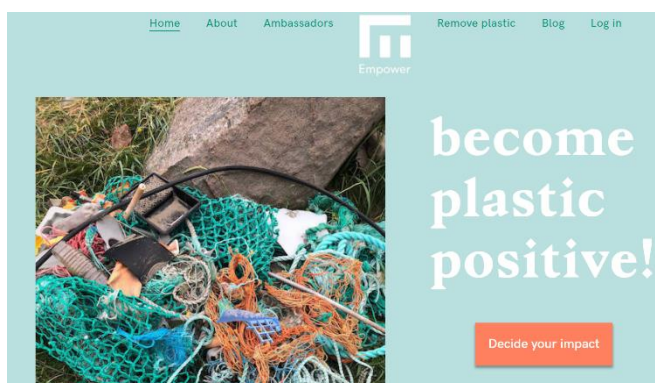 Home About Ambassadors Remove plastic Blog Log in
Empower
become
plastic
positive!
Decide your impact